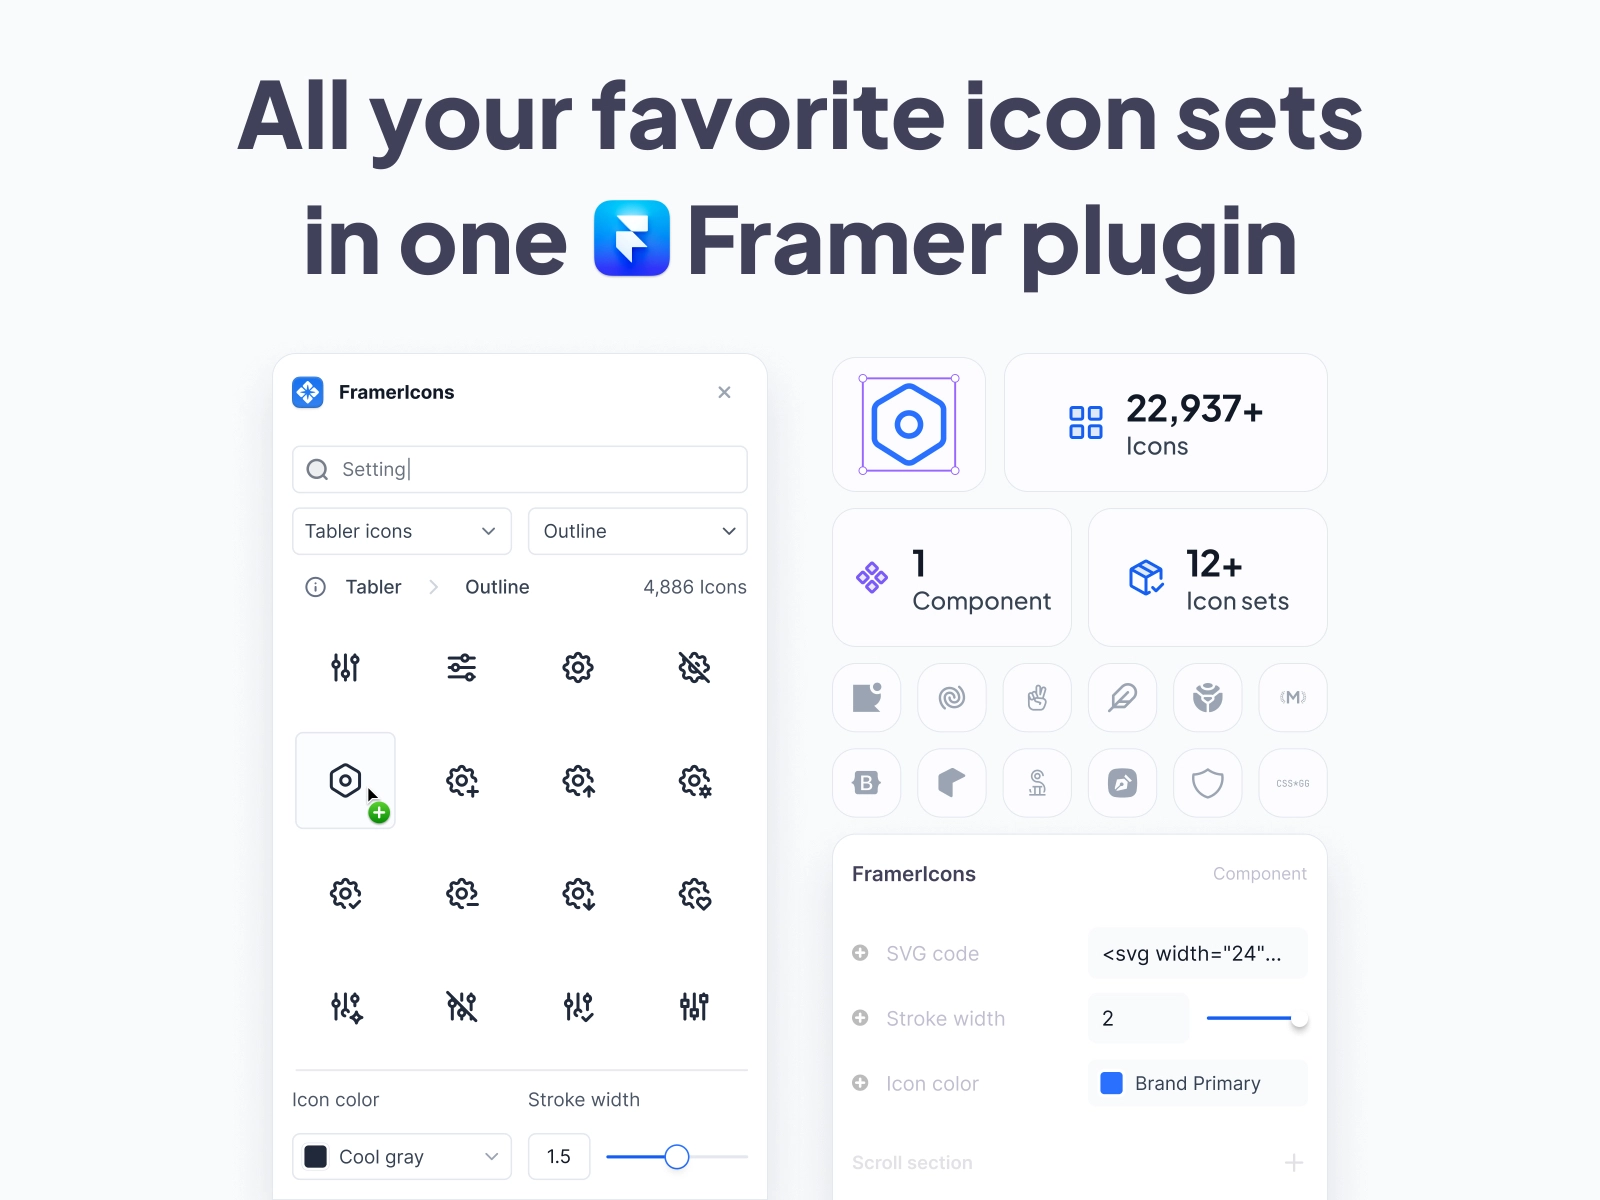 All your favorite icon sets
in one Framer plugin
FramerIcons
Setting
Tabler icons
Outline
Tabler
Outline
4,886 Icons
Icon color
Stroke width
Cool gray
1.5
22,937+
Icons
1
Component
12+
Icon sets
M
B
CSS★GG
FramerIcons
Component
SVG code
<svg width="24"...
Stroke width
2
Icon color
Brand Primary
Scroll section